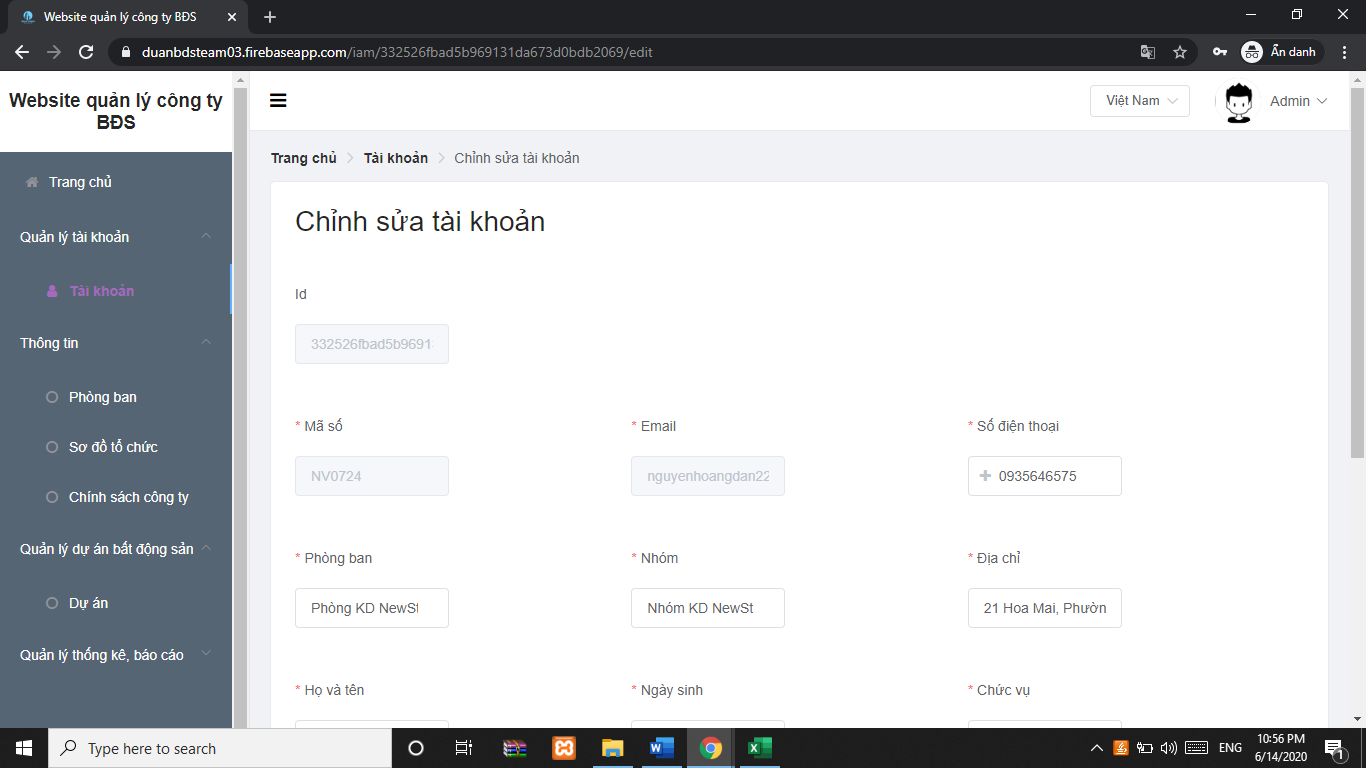 Website quản lý công ty BĐS
duanbdsteam03.firebaseapp.com/iam/332526fbad5b969131da673d0bdb2069/edit
Ẩn danh
Website quản lý công ty
BĐS
Việt Nam
Admin
Trang chủ
Quản lý tài khoản
Tài khoản
Thông tin
Phòng ban
Sơ đồ tổ chức
Chính sách công ty
Quản lý dự án bất động sản
Dự án
Quản lý thống kê, báo cáo
Trang chủ > Tài khoản > Chỉnh sửa tài khoản
Chỉnh sửa tài khoản
Id
332526fbad5b9691
* Mã số
* Email
* Số điện thoại
NV0724
nguyenhoangdan22
0935646575
* Phòng ban
* Nhóm
* Địa chỉ
Phòng KD NewSt
Nhóm KD NewSt
21 Hoa Mai, Phườn
* Họ và tên
* Ngày sinh
* Chức vụ
Type here to search
ENG
10:56 PM
6/14/2020
1